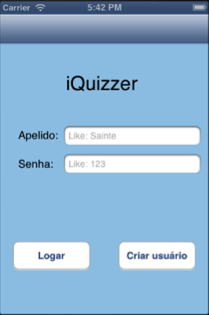 Carrier 5:42 PM
iQuizzer
Apelido: Like: Sainte
Senha: Like: 123
Logar Criar usuário